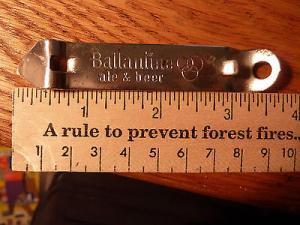 Ballantine
ale & beer
1 2 3 4
A rule to prevent forest fires...
1 2 3 4 5 6 7 8 9 10